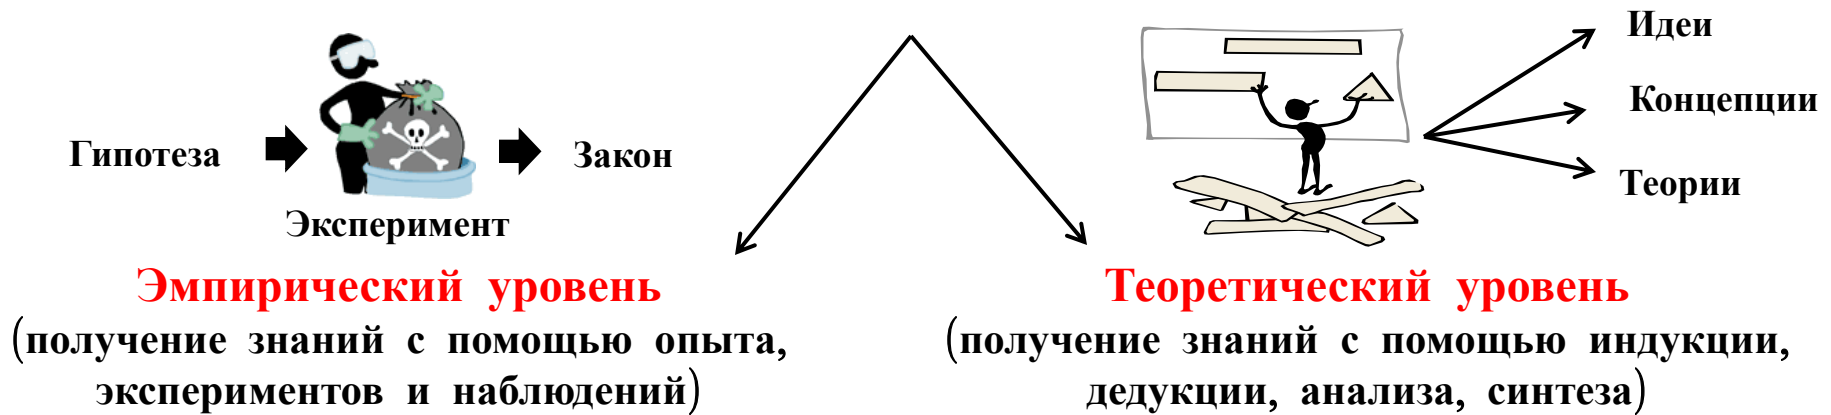 Гипотеза
Эксперимент
Закон
Эмпирический уровень
(получение знаний с помощью опыта,
экспериментов и наблюдений)
Идеи
Концепции
Теории
Теоретический уровень
(получение знаний с помощью индукции,
дедукции, анализа, синтеза)